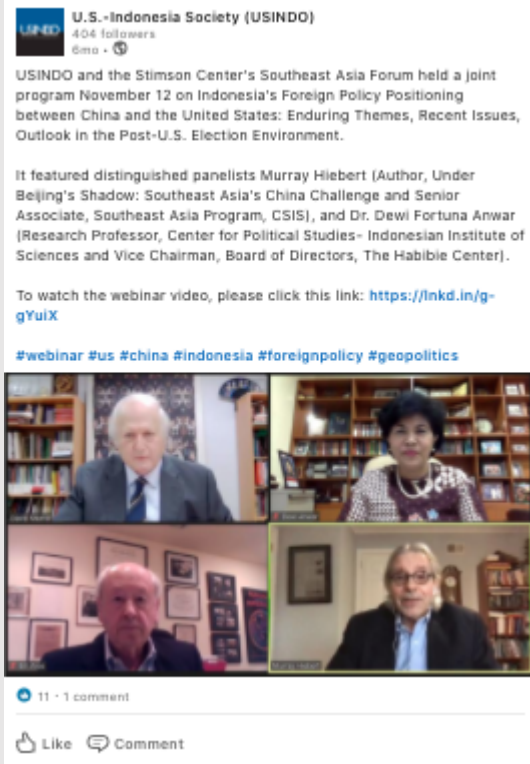 USINDO
U.S.-Indonesia Society (USINDO)
404 followers
6mo •
USINDO and the Stimson Center's Southeast Asia Forum held a joint
program November 12 on Indonesia's Foreign Policy Positioning
between China and the United States: Enduring Themes, Recent Issues,
Outlook in the Post-U.S. Election Environment.
It featured distinguished panelists Murray Hiebert (Author, Under
Beijing's Shadow: Southeast Asia's China Challenge and Senior
Associate, Southeast Asia Program, CSIS), and Dr. Dewi Fortuna Anwar
(Research Professor, Center for Political Studies- Indonesian Institute of
Sciences and Vice Chairman, Board of Directors, The Habibie Center).
To watch the webinar video, please click this link: https://lnkd.in/g-
gYuiX
#webinar #us #china #indonesia #foreignpolicy #geopolitics
Murray Hiebert
11 · 1 comment
Like Comment